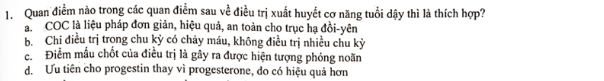 1. Quan điểm nào trong các quan điểm sau về điều trị xuất huyết cơ năng tuổi dậy thì là thích hợp?
a. COC là liệu pháp đơn giản, hiệu quả, an toàn cho trục hạ đồi-yên
b. Chỉ điều trị trong chu kỳ có chảy máu, không điều trị nhiều chu kỳ
c. Điểm mấu chốt của điều trị là gây ra được hiện tượng phóng noãn
d. Ưu tiên cho progestin thay vì progesterone, do có hiệu quả hơn